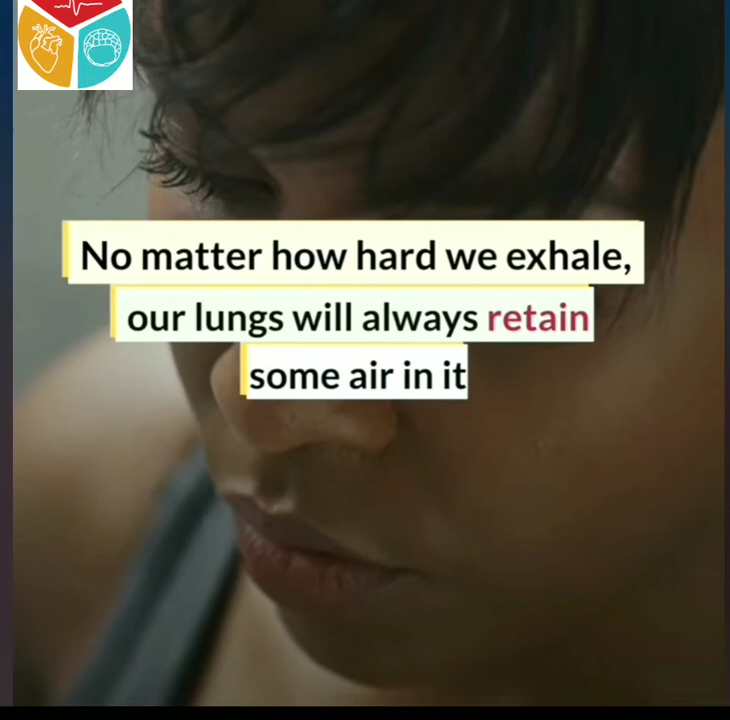 No matter how hard we exhale,
our lungs will always retain
some air in it